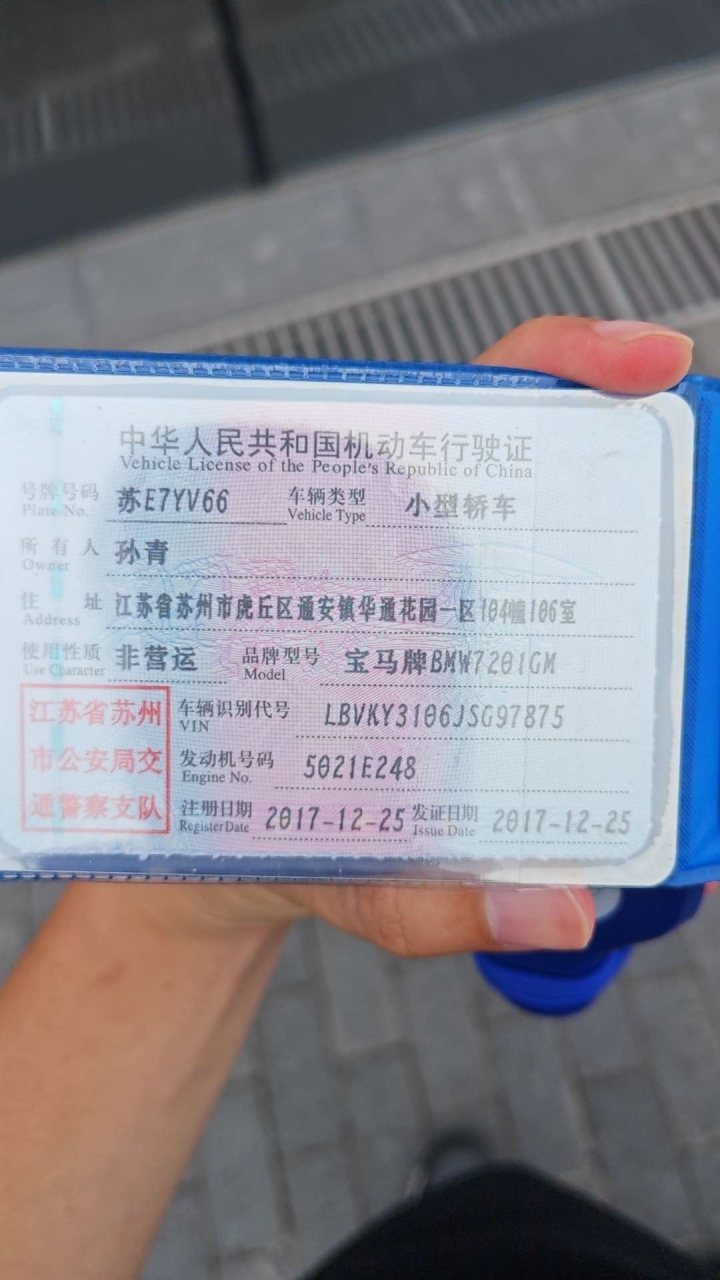 中华人民共和国机动车行驶证
Vehicle License of the People's Republic of China
号牌号码 苏E7YV66 车辆类型 小型轿车
Plate No. Vehicle Type
所有人 孙青
Owner
住址 江苏省苏州市虎丘区通安镇华通花园一区104幢106室
Address
使用性质 非营运 品牌型号 宝马牌BMW7201GM
Use Character Model
江苏省苏州
市公安局交
通警察支队
车辆识别代号 LBVKY3106JSG97875
VIN
发动机号码 5021E248
Engine No.
注册日期 2017-12-25 发证日期 2017-12-25
Register Date Issue Date